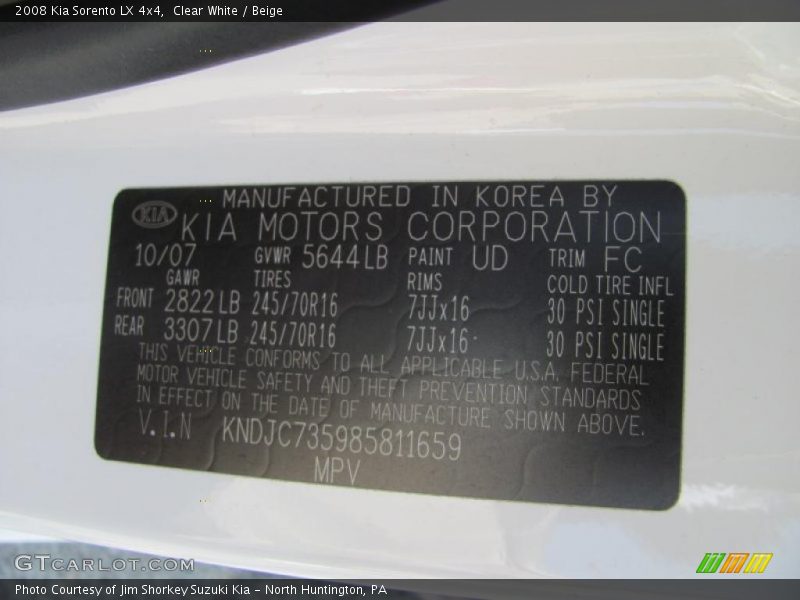 2008 Kia Sorento LX 4x4,  Clear White / Beige
MANUFACTURED IN KOREA BY
KIA KIA MOTORS CORPORATION
10/07 GVWR 5644LB PAINT UD TRIM FC
GAWR TIRES RIMS COLD TIRE INFL
FRONT 2822LB 245/70R16 7JJx16 30 PSI SINGLE
REAR 3307LB 245/70R16 7JJx16 30 PSI SINGLE
THIS VEHICLE CONFORMS TO ALL APPLICABLE U.S.A. FEDERAL
MOTOR VEHICLE SAFETY AND THEFT PREVENTION STANDARDS
IN EFFECT ON THE DATE OF MANUFACTURE SHOWN ABOVE.
V.I.N KNDJC735985811659
MPV
GTCARLOT.COM
Photo Courtesy of Jim Shorkey Suzuki Kia - North Huntington, PA